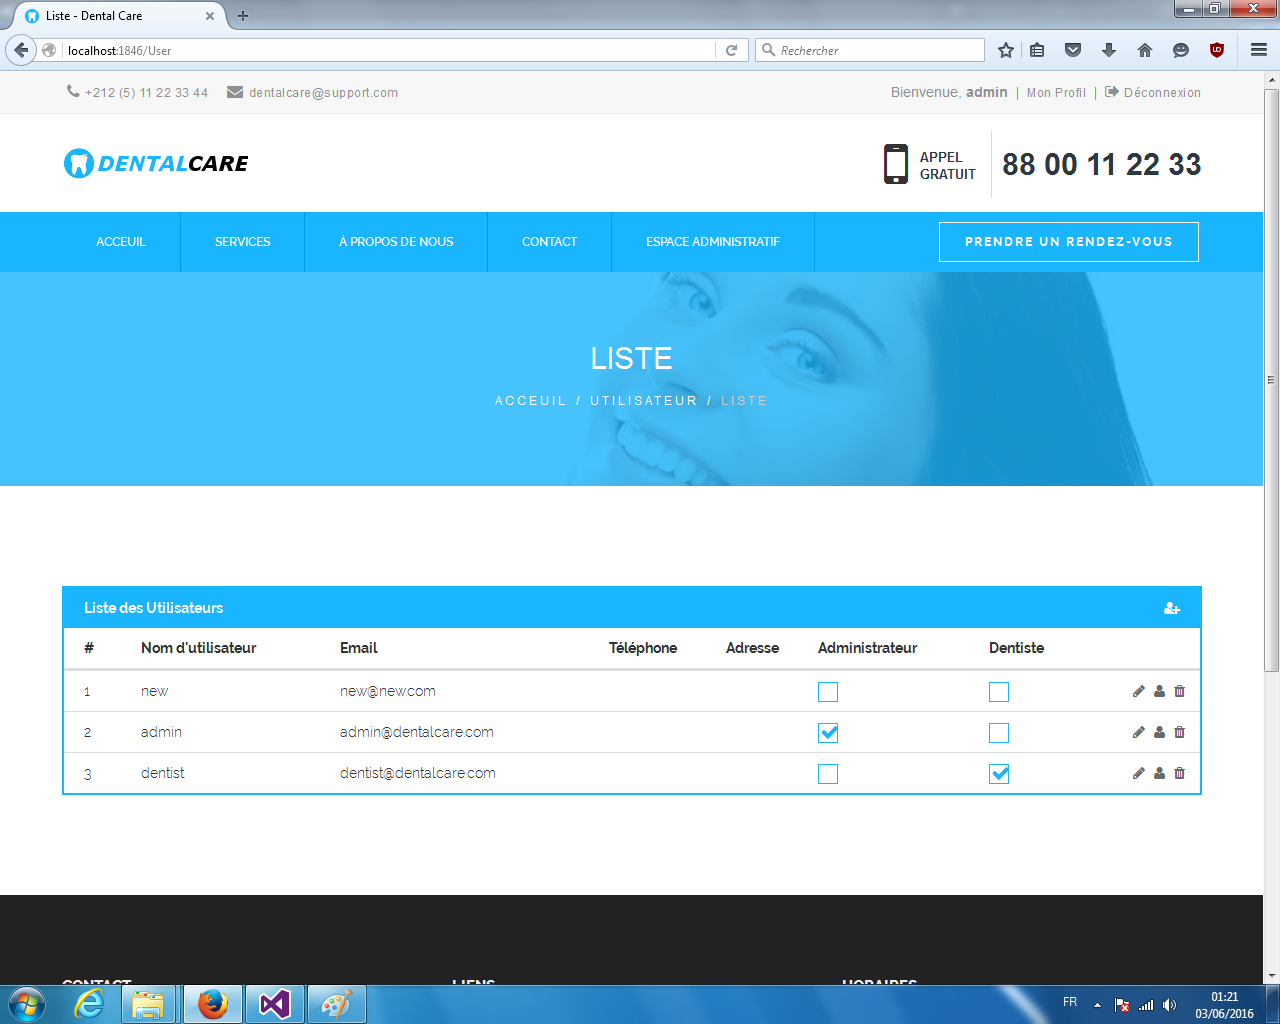 Liste - Dental Care
localhost:1846/User
Rechercher
+212 (5) 11 22 33 44 dentalcare@support.com
Bienvenue, admin | Mon Profil | Déconnexion
DENTALCARE
APPEL
GRATUIT
88 00 11 22 33
ACCEUIL SERVICES À PROPOS DE NOUS CONTACT ESPACE ADMINISTRATIF PRENDRE UN RENDEZ-VOUS
LISTE
ACCEUIL / UTILISATEUR / LISTE
Liste des Utilisateurs
# Nom d'utilisateur Email Téléphone Adresse Administrateur Dentiste
1 new new@new.com
2 admin admin@dentalcare.com
3 dentist dentist@dentalcare.com
CONTACT LIENS HORAIRES
FR
01:21
03/06/2016